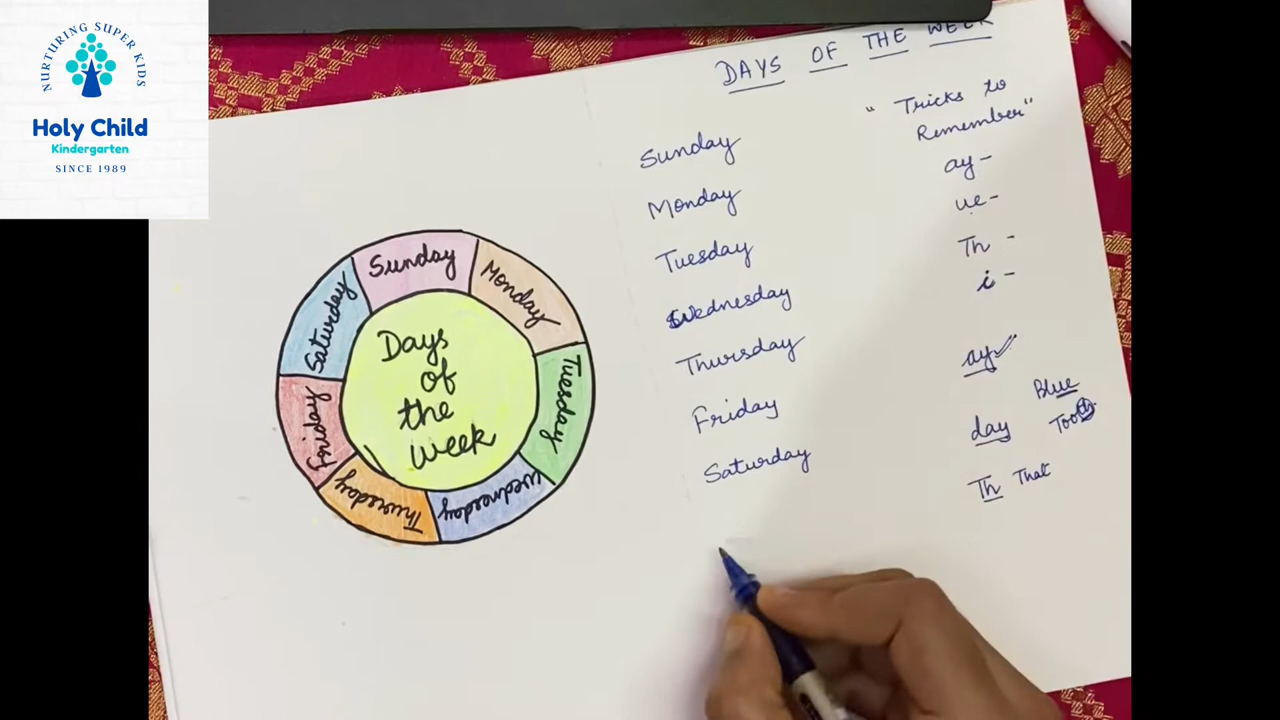 NURTURING SUPER KIDS
Holy Child
Kindergarten
SINCE 1989
DAYS OF THE WEEK
Sunday
Monday
Tuesday
Wednesday
Thursday
Friday
Saturday
"Tricks to
Remember"
ay-
ue-
Th -
i -
ay
Blue
day Tooth
Th That
Sunday
Monday
Tuesday
Wednesday
Thursday
Friday
Saturday
Days
of
the
week